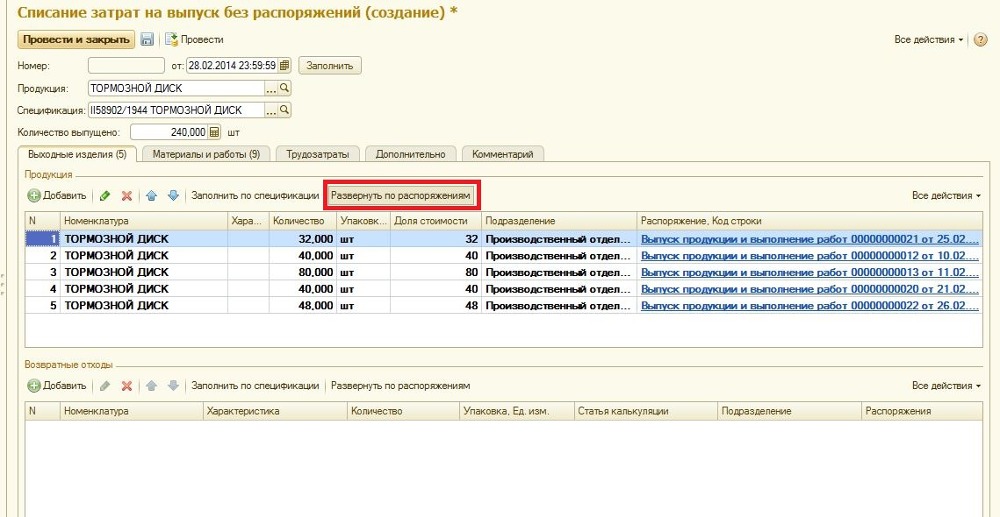 Списание затрат на выпуск без распоряжений (создание) *
Провести и закрыть Провести Все действия ?
Номер: от: 28.02.2014 23:59:59 Заполнить
Продукция: ТОРМОЗНОЙ ДИСК ...
Спецификация: II58902/1944 ТОРМОЗНОЙ ДИСК ...
Количество выпущено: 240,000 шт
Выходные изделия (5) Материалы и работы (9) Трудозатраты Дополнительно Комментарий
Продукция
Добавить Заполнить по спецификации Развернуть по распоряжениям Все действия
N Номенклатура Хара... Количество Упаковк... Доля стоимости Подразделение Распоряжение, Код строки
1 ТОРМОЗНОЙ ДИСК 32,000 шт 32 Производственный отдел... Выпуск продукции и выполнение работ 00000000021 от 25.02....
2 ТОРМОЗНОЙ ДИСК 40,000 шт 40 Производственный отдел... Выпуск продукции и выполнение работ 00000000012 от 10.02....
3 ТОРМОЗНОЙ ДИСК 80,000 шт 80 Производственный отдел... Выпуск продукции и выполнение работ 00000000013 от 11.02....
4 ТОРМОЗНОЙ ДИСК 40,000 шт 40 Производственный отдел... Выпуск продукции и выполнение работ 00000000020 от 21.02....
5 ТОРМОЗНОЙ ДИСК 48,000 шт 48 Производственный отдел... Выпуск продукции и выполнение работ 00000000022 от 26.02....
Возвратные отходы
Добавить Заполнить по спецификации Развернуть по распоряжениям Все действия
N Номенклатура Характеристика Количество Упаковка, Ед. изм. Статья калькуляции Подразделение Распоряжения